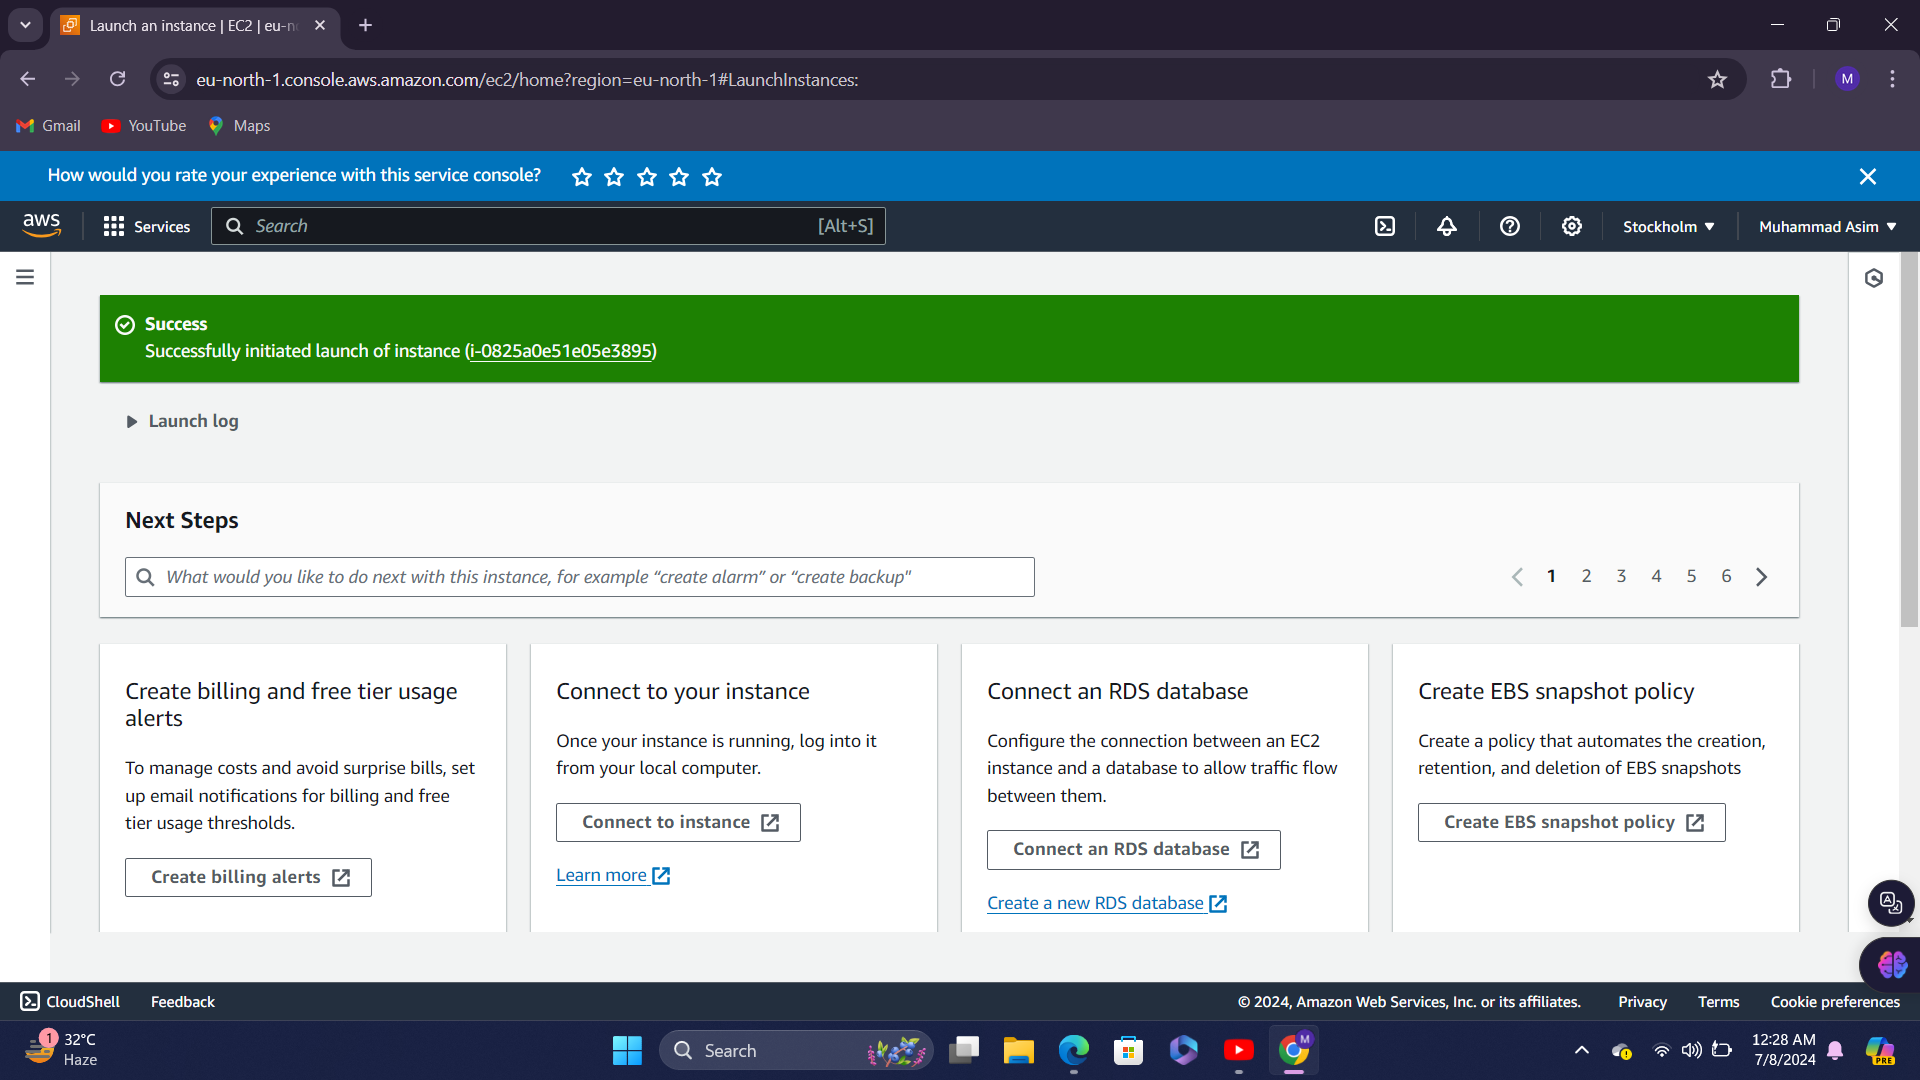 Launch an instance | EC2 | eu-n
eu-north-1.console.aws.amazon.com/ec2/home?region=eu-north-1#LaunchInstances:
M
Gmail
YouTube
Maps
How would you rate your experience with this service console?
aws
Services
Search
[Alt+S]
Stockholm
Muhammad Asim
Success
Successfully initiated launch of instance (i-0825a0e51e05e3895)
Launch log
Next Steps
What would you like to do next with this instance, for example “create alarm” or “create backup"
1 2 3 4 5 6
Create billing and free tier usage
alerts
To manage costs and avoid surprise bills, set
up email notifications for billing and free
tier usage thresholds.
Create billing alerts
Connect to your instance
Once your instance is running, log into it
from your local computer.
Connect to instance
Learn more
Connect an RDS database
Configure the connection between an EC2
instance and a database to allow traffic flow
between them.
Connect an RDS database
Create a new RDS database
Create EBS snapshot policy
Create a policy that automates the creation,
retention, and deletion of EBS snapshots
Create EBS snapshot policy
CloudShell
Feedback
© 2024, Amazon Web Services, Inc. or its affiliates.
Privacy
Terms
Cookie preferences
1
32°C
Haze
Search
M
12:28 AM
7/8/2024
PRE